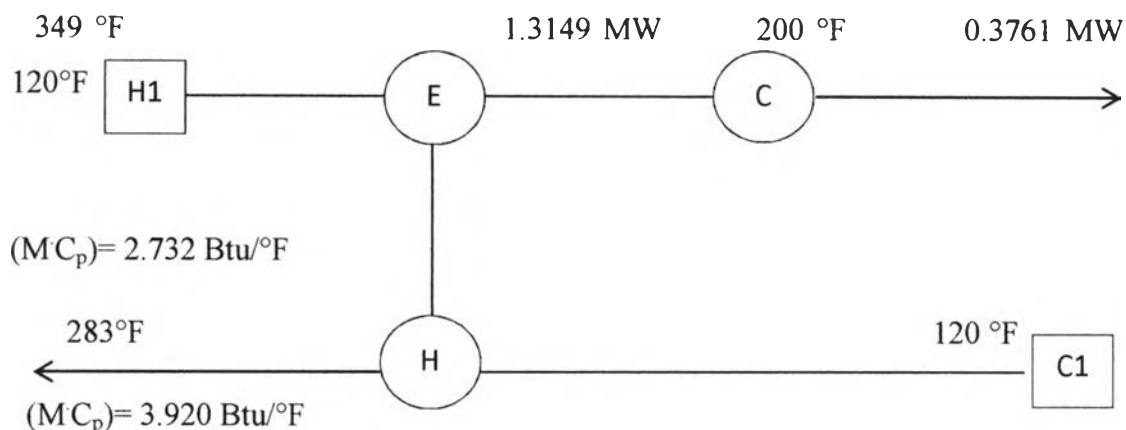 349 °F 1.3149 MW 200 °F 0.3761 MW
120°F H1 E C
(M·Cp)= 2.732 Btu/°F
283°F H 120 °F C1
(M·Cp)= 3.920 Btu/°F